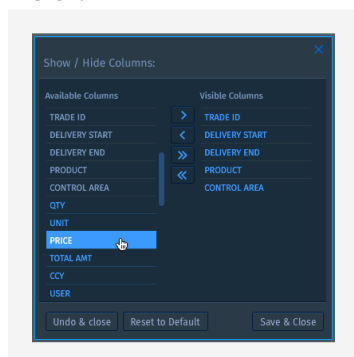 Show / Hide Columns:
Available Columns
TRADE ID
DELIVERY START
DELIVERY END
PRODUCT
CONTROL AREA
QTY
UNIT
PRICE
TOTAL AMT
CCY
USER
Visible Columns
TRADE ID
DELIVERY START
DELIVERY END
PRODUCT
CONTROL AREA
Undo & close
Reset to Default
Save & Close